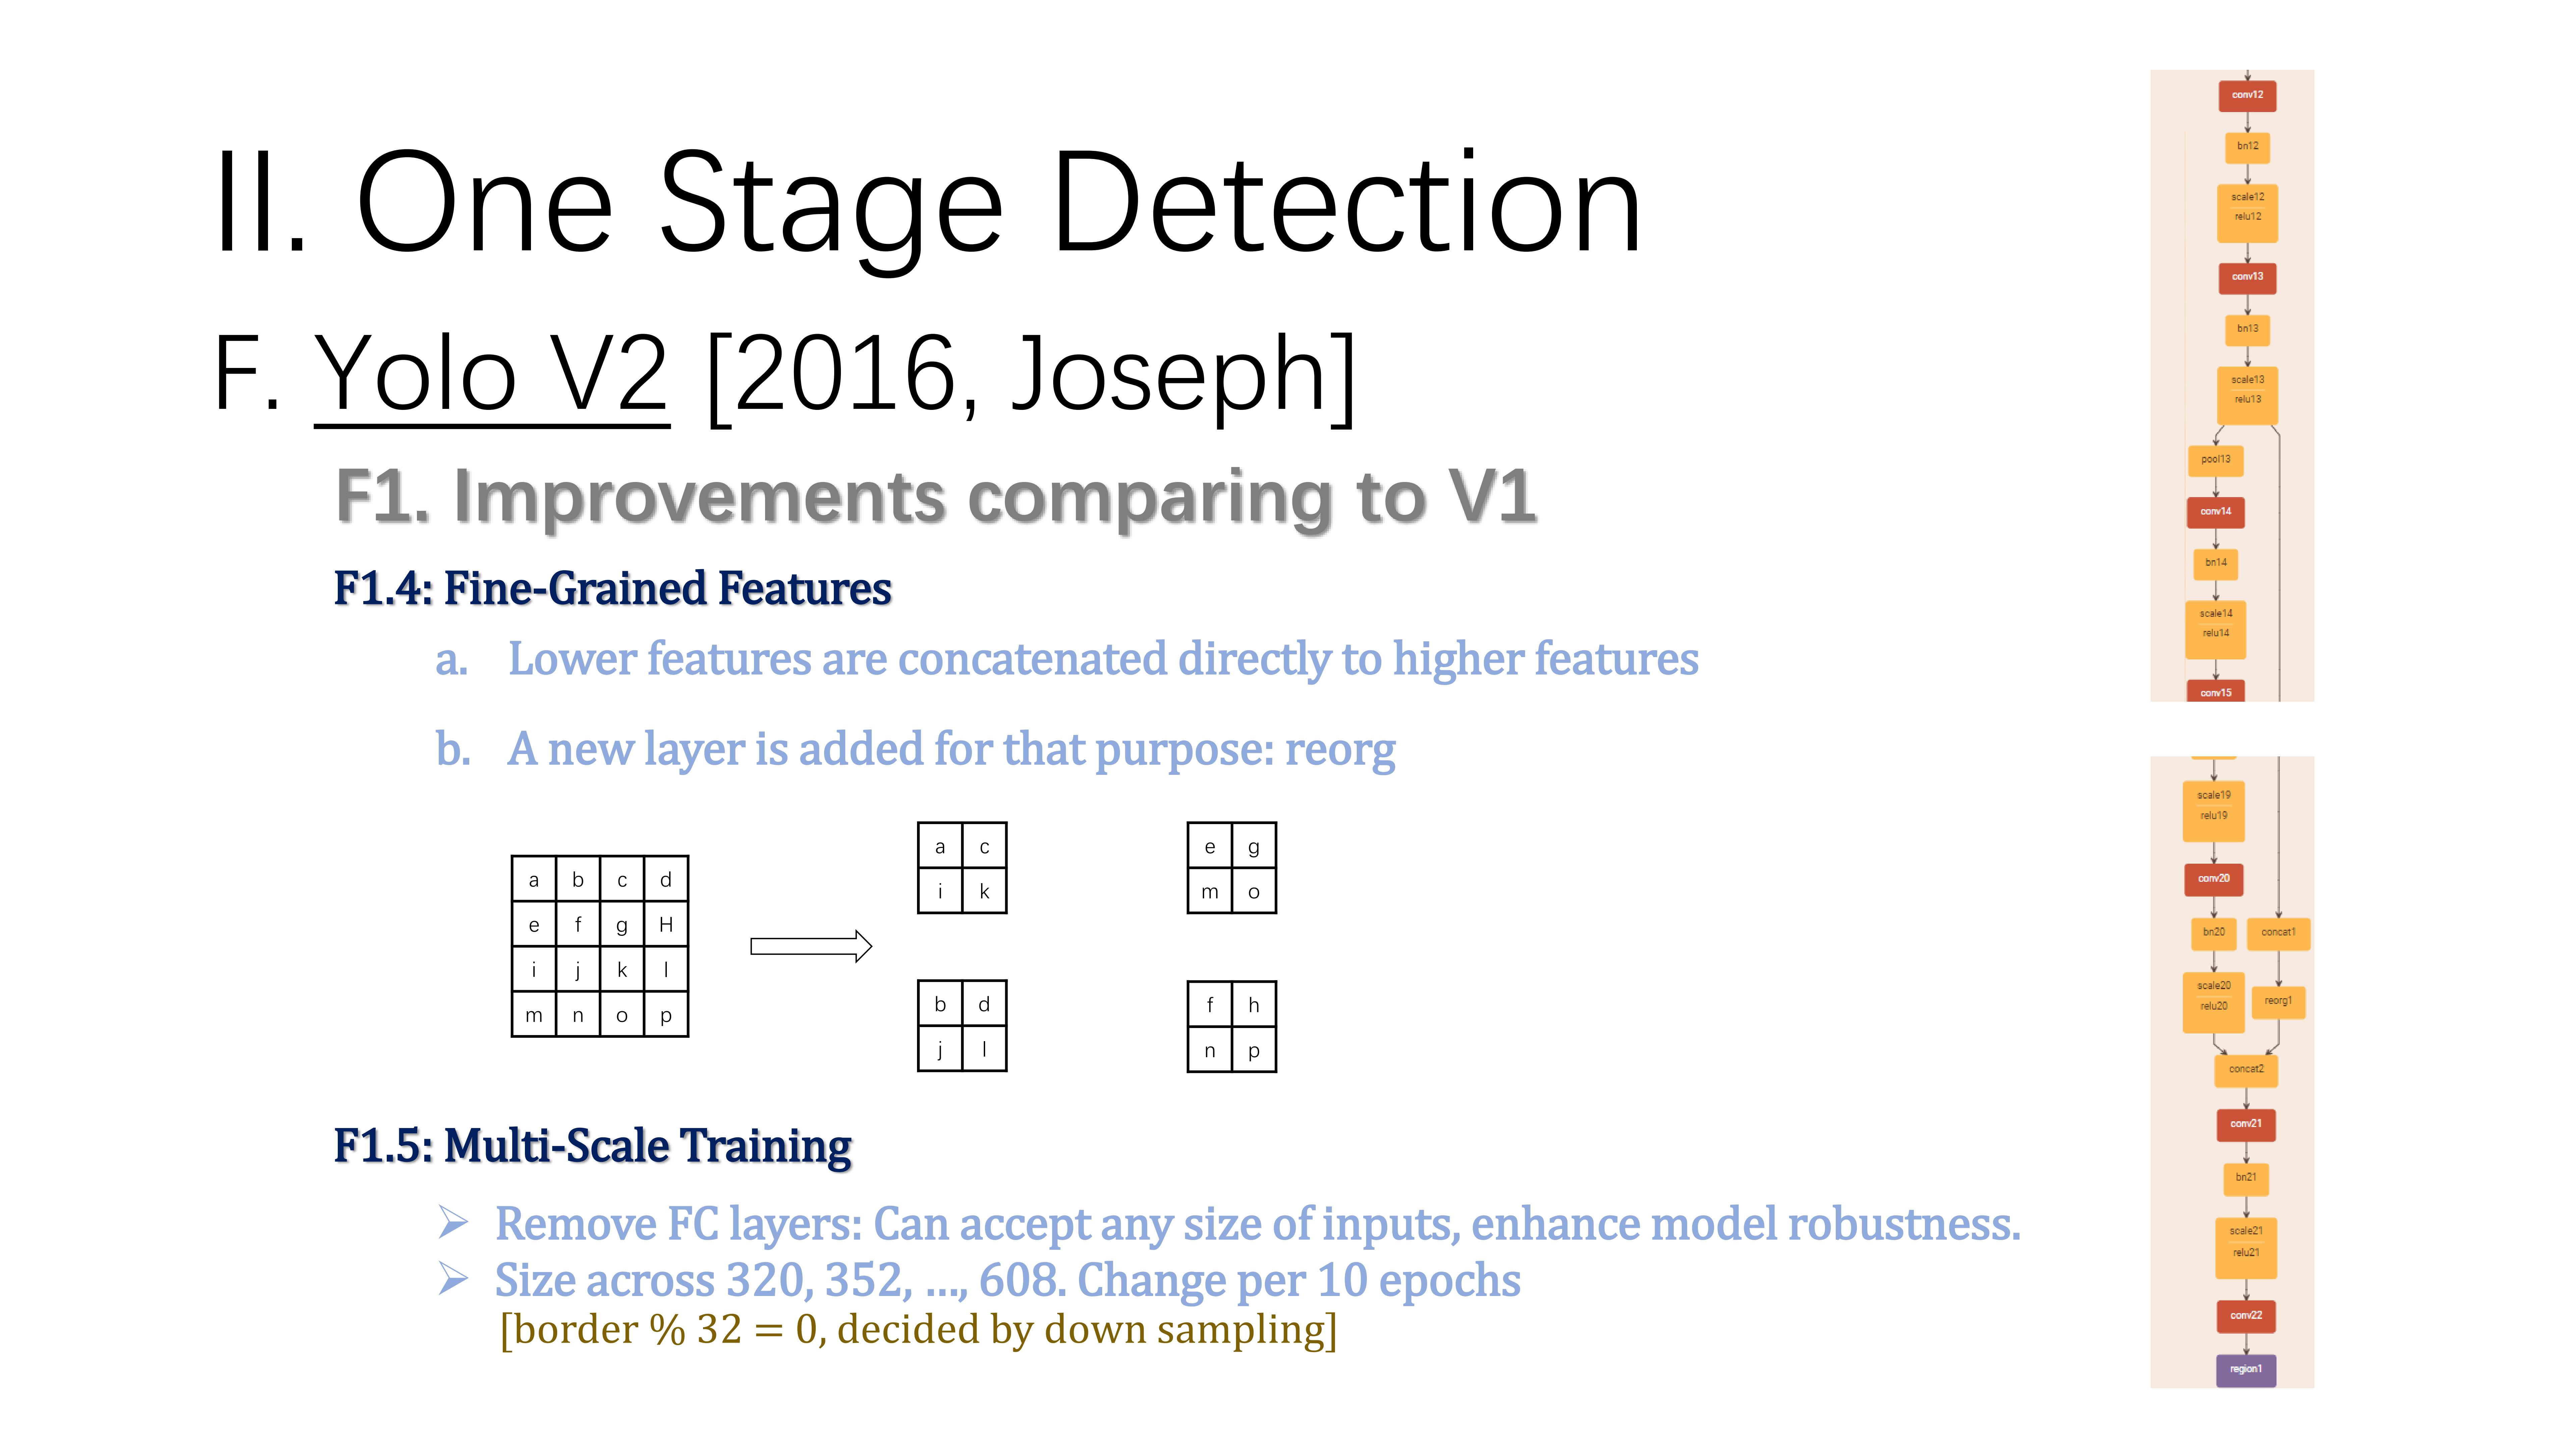 II. One Stage Detection
F. Yolo V2 [2016, Joseph]
F1. Improvements comparing to V1
F1.4: Fine-Grained Features
a. Lower features are concatenated directly to higher features
b. A new layer is added for that purpose: reorg
a b c d
e f g H
i j k l
m n o p
a c
i k
e g
m o
b d
j l
f h
n p
F1.5: Multi-Scale Training
➢ Remove FC layers: Can accept any size of inputs, enhance model robustness.
➢ Size across 320, 352, ..., 608. Change per 10 epochs
[border % 32 = 0, decided by down sampling]
conv12
bn12
scale12
relu12
conv13
bn13
scale13
relu13
pool13
conv14
bn14
scale14
relu14
conv15
scale19
relu19
conv20
bn20
concat1
scale20
relu20
reorg1
concat2
conv21
bn21
scale21
relu21
conv22
region1